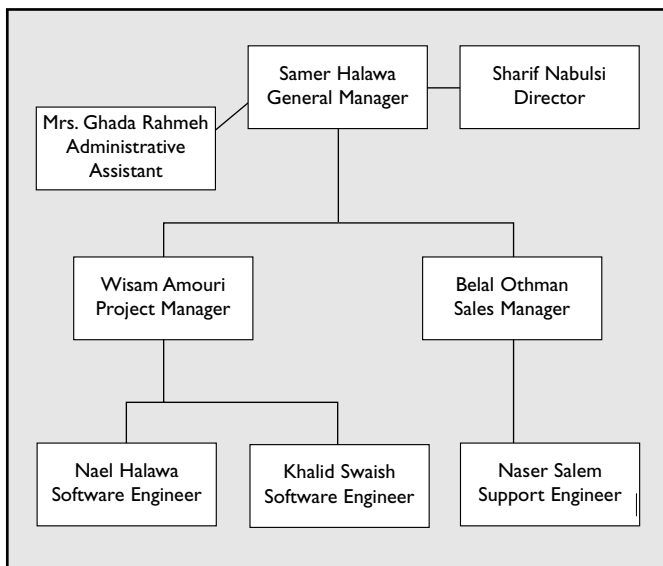 Samer Halawa
General Manager
Sharif Nabulsi
Director
Mrs. Ghada Rahmeh
Administrative
Assistant
Wisam Amouri
Project Manager
Belal Othman
Sales Manager
Nael Halawa
Software Engineer
Khalid Swaish
Software Engineer
Naser Salem
Support Engineer